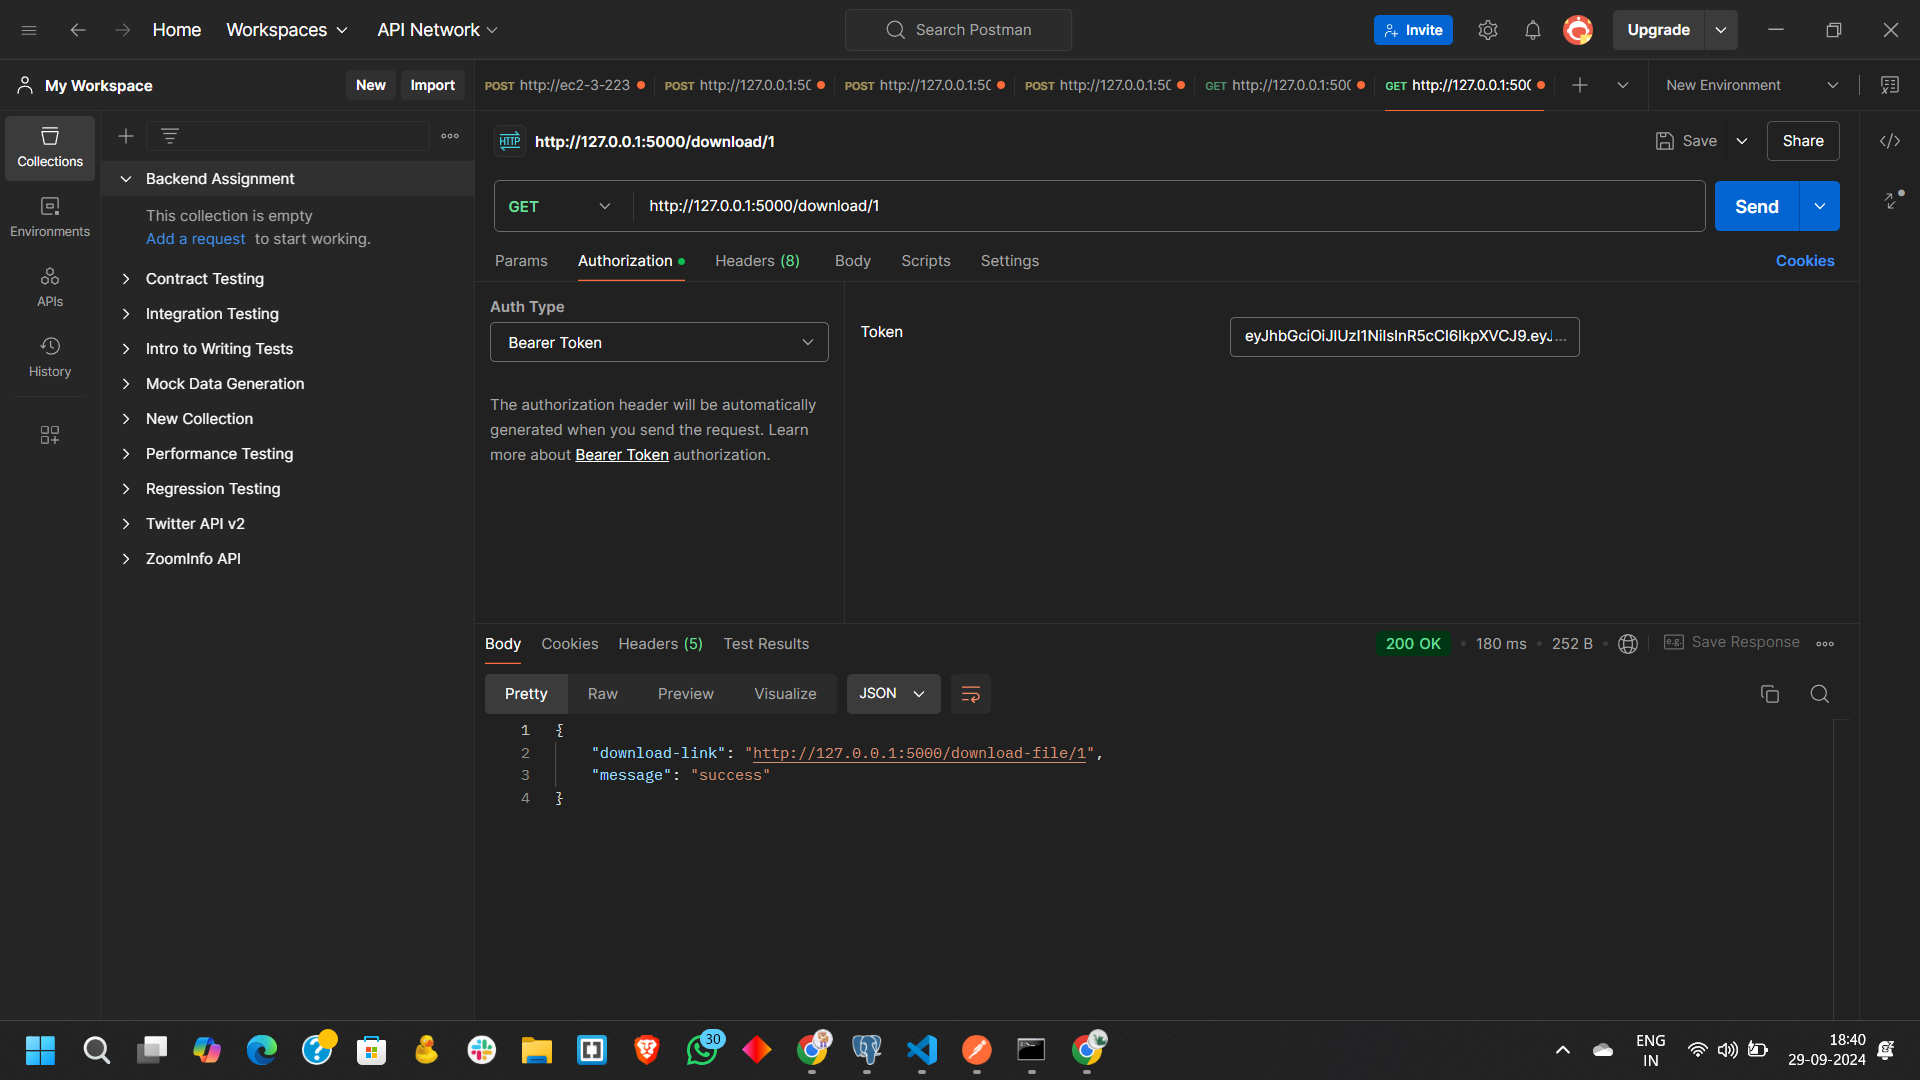 Home
Workspaces
API Network
Search Postman
Invite
Upgrade
My Workspace
New
Import
POST http://ec2-3-223
POST http://127.0.0.1:50
POST http://127.0.0.1:50
POST http://127.0.0.1:50
GET http://127.0.0.1:500
GET http://127.0.0.1:500
New Environment
Collections
Environments
APIs
History
Backend Assignment
This collection is empty
Add a request to start working.
Contract Testing
Integration Testing
Intro to Writing Tests
Mock Data Generation
New Collection
Performance Testing
Regression Testing
Twitter API v2
ZoomInfo API
HTTP
http://127.0.0.1:5000/download/1
Save
Share
GET
http://127.0.0.1:5000/download/1
Send
Params
Authorization
Headers (8)
Body
Scripts
Settings
Cookies
Auth Type
Bearer Token
The authorization header will be automatically
generated when you send the request. Learn
more about Bearer Token authorization.
Token
eyJhbGciOiJIUzI1NiIsInR5cCI6IkpXVCJ9.eyJ...
Body
Cookies
Headers (5)
Test Results
200 OK
180 ms
252 B
e.g.
Save Response
Pretty
Raw
Preview
Visualize
JSON
1 {
2 "download-link": "http://127.0.0.1:5000/download-file/1",
3 "message": "success"
4 }
30
ENG
IN
18:40
29-09-2024